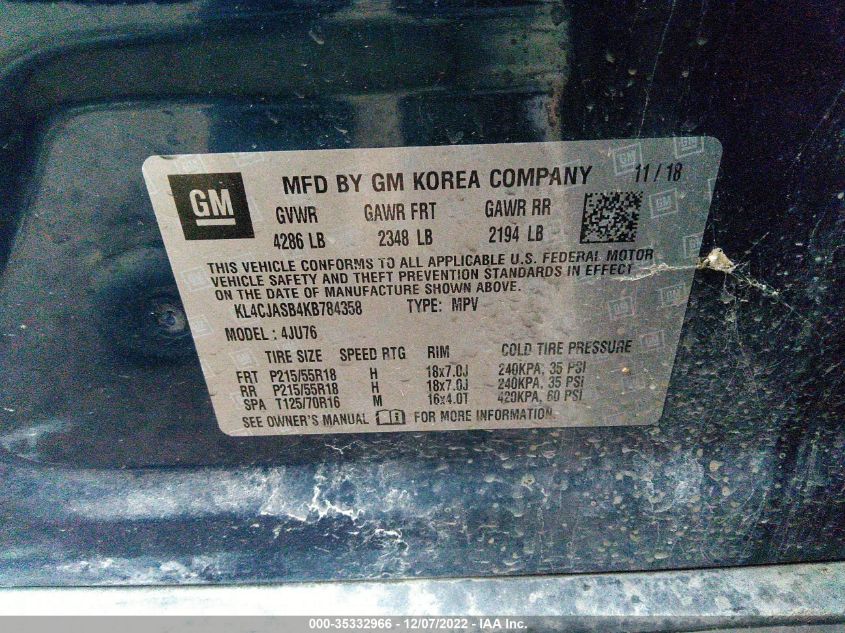 GM
MFD BY GM KOREA COMPANY 11 / 18
GVWR GAWR FRT GAWR RR
4286 LB 2348 LB 2194 LB
THIS VEHICLE CONFORMS TO ALL APPLICABLE U.S. FEDERAL MOTOR
VEHICLE SAFETY AND THEFT PREVENTION STANDARDS IN EFFECT
ON THE DATE OF MANUFACTURE SHOWN ABOVE.
KL4CJASB4KB784358 TYPE: MPV
MODEL : 4JU76
TIRE SIZE SPEED RTG RIM COLD TIRE PRESSURE
FRT P215/55R18 H 18x7.0J 240KPA, 35 PSI
RR P215/55R18 H 18x7.0J 240KPA, 35 PSI
SPA T125/70R16 M 16x4.0T 420KPA, 60 PSI
SEE OWNER'S MANUAL FOR MORE INFORMATION
000-35332966 - 12/07/2022 - IAA Inc.